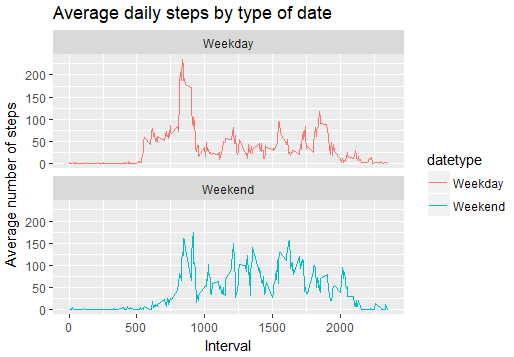 Average daily steps by type of date
Average number of steps
Weekday
200
150
100
50
0
Weekend
200
150
100
50
0
0
500
1000
1500
2000
Interval
datetype
Weekday
Weekend